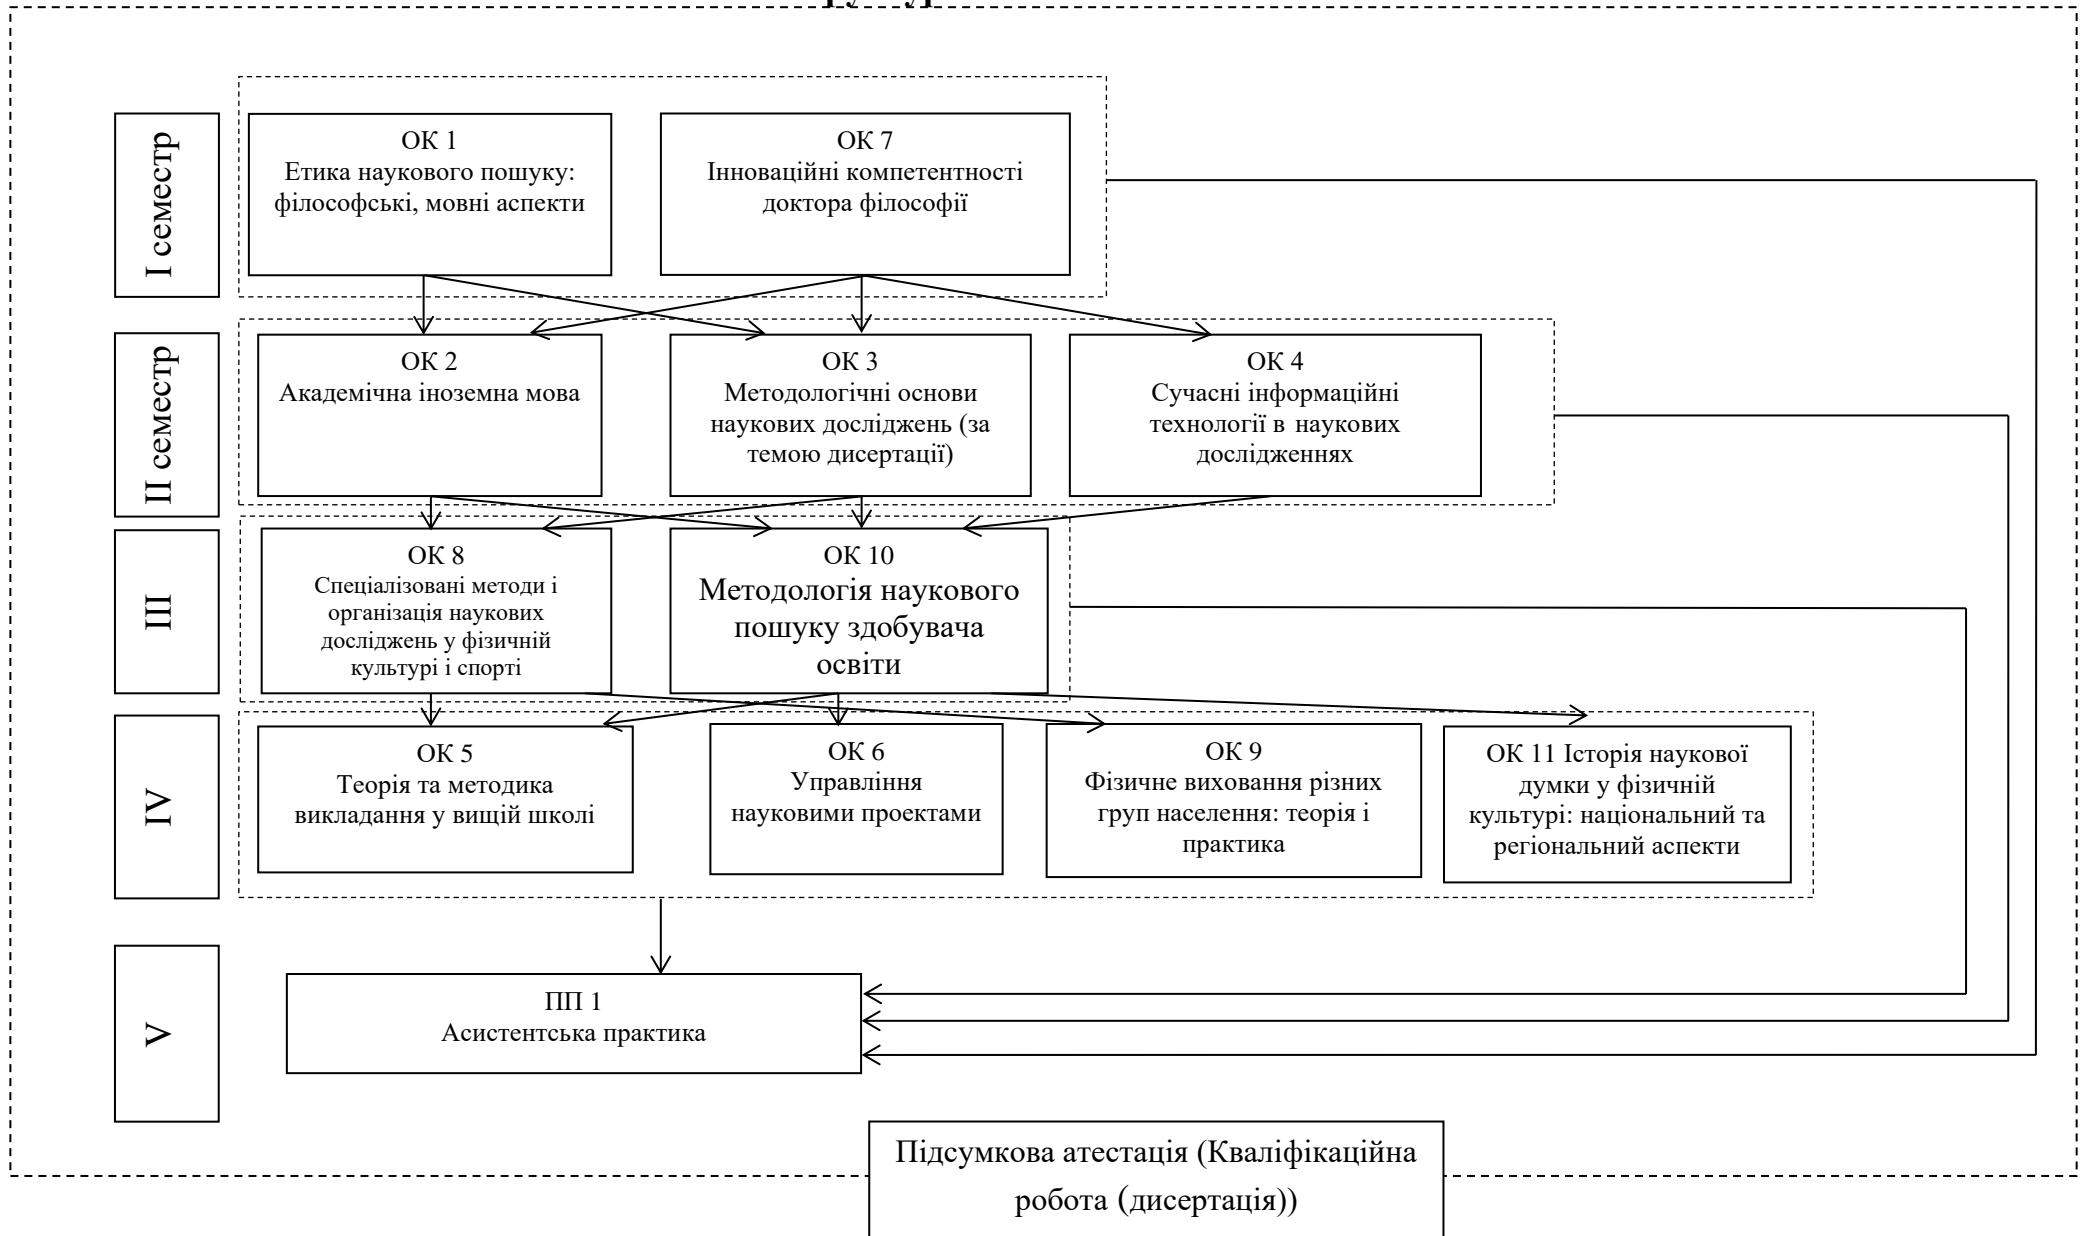 І семестр
ОК 1
Етика наукового пошуку:
філософські, мовні аспекти
ОК 7
Інноваційні компетентності
доктора філософії
ІІ семестр
ОК 2
Академічна іноземна мова
ОК 3
Методологічні основи
наукових досліджень (за
темою дисертації)
ОК 4
Сучасні інформаційні
технології в наукових
дослідженнях
ІІІ
ОК 8
Спеціалізовані методи і
організація наукових
досліджень у фізичній
культурі і спорті
ОК 10
Методологія наукового
пошуку здобувача
освіти
IV
ОК 5
Теорія та методика
викладання у вищій школі
ОК 6
Управління
науковими проектами
ОК 9
Фізичне виховання різних
груп населення: теорія і
практика
ОК 11 Історія наукової
думки у фізичній
культурі: національний та
регіональний аспекти
V
ПП 1
Асистентська практика
Підсумкова атестація (Кваліфікаційна
робота (дисертація))